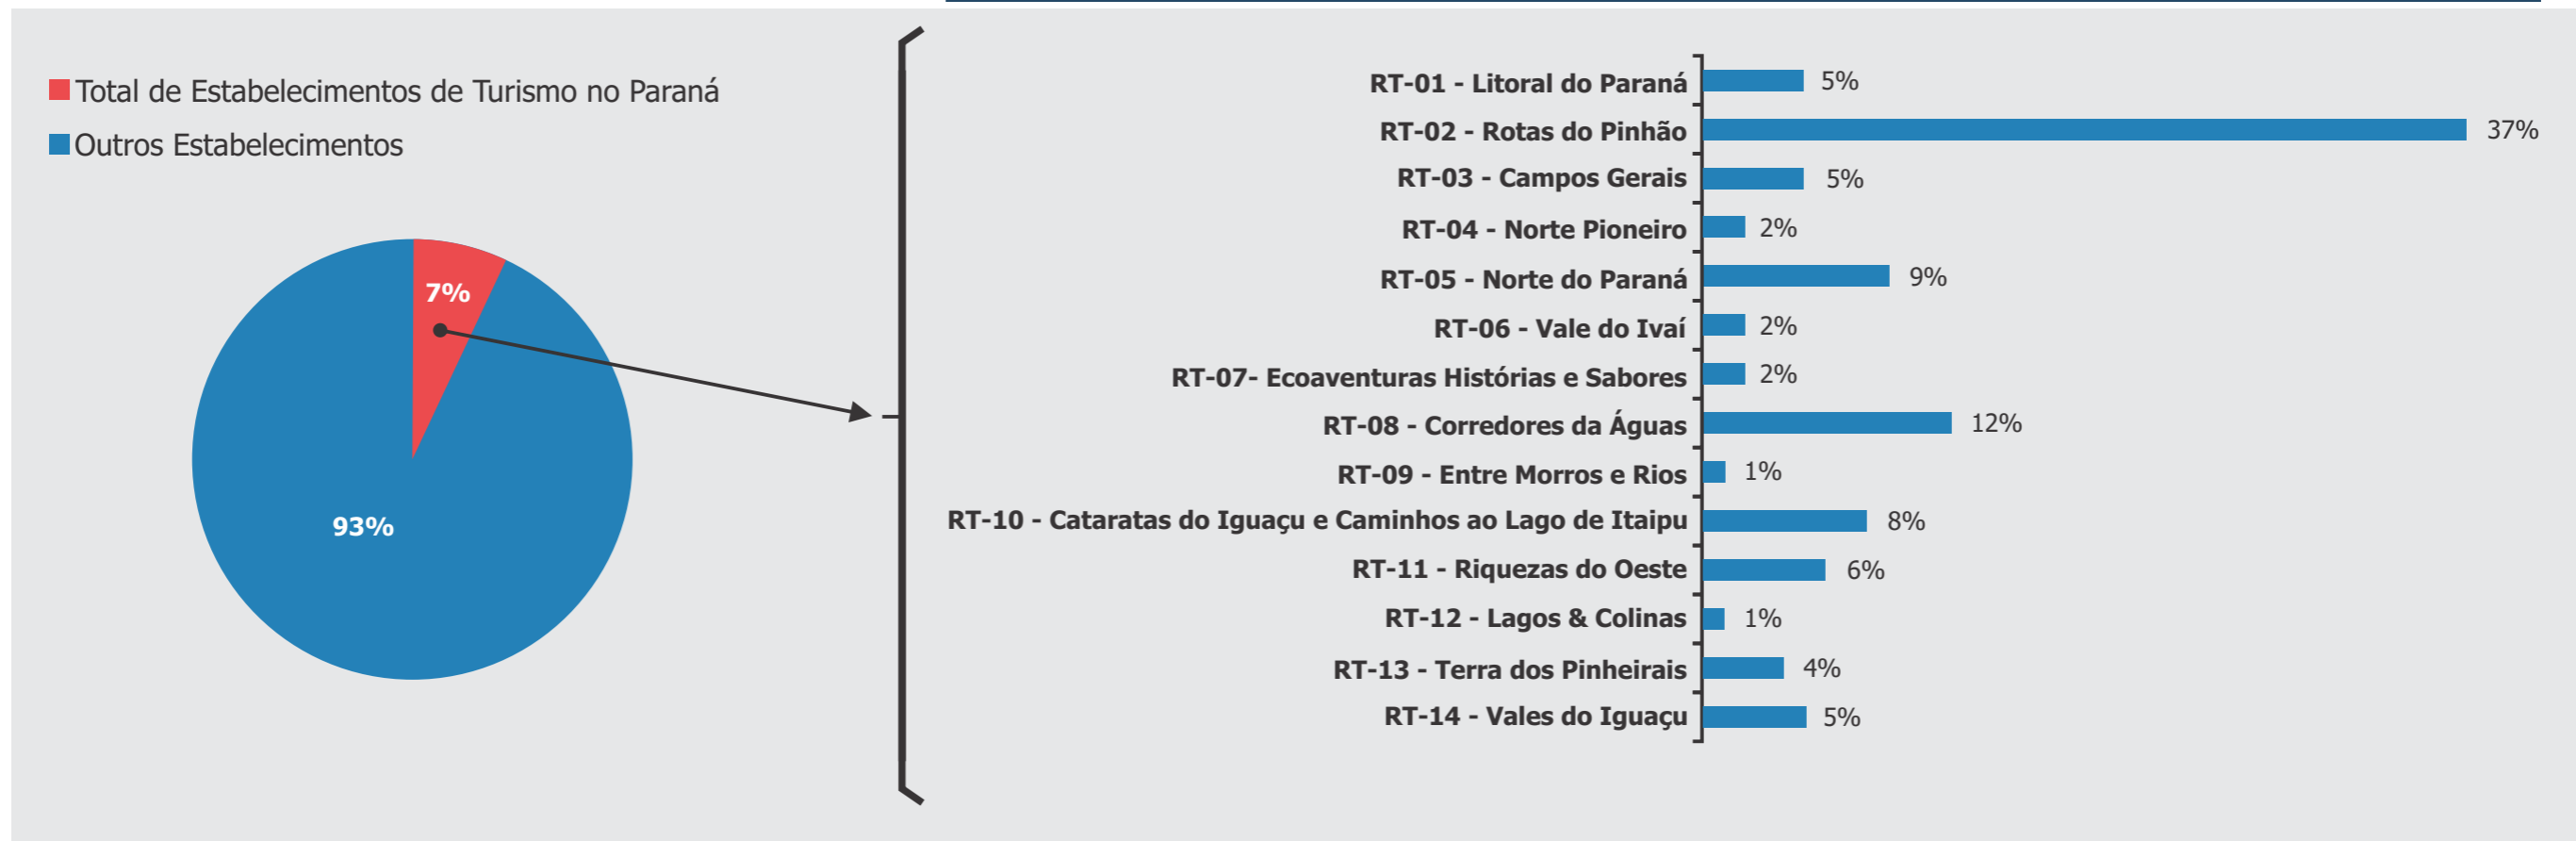 Total de Estabelecimentos de Turismo no Paraná
Outros Estabelecimentos
7%
93%
RT-01 - Litoral do Paraná 5%
RT-02 - Rotas do Pinhão 37%
RT-03 - Campos Gerais 5%
RT-04 - Norte Pioneiro 2%
RT-05 - Norte do Paraná 9%
RT-06 - Vale do Ivaí 2%
RT-07- Ecoaventuras Histórias e Sabores 2%
RT-08 - Corredores da Águas 12%
RT-09 - Entre Morros e Rios 1%
RT-10 - Cataratas do Iguaçu e Caminhos ao Lago de Itaipu 8%
RT-11 - Riquezas do Oeste 6%
RT-12 - Lagos & Colinas 1%
RT-13 - Terra dos Pinheirais 4%
RT-14 - Vales do Iguaçu 5%